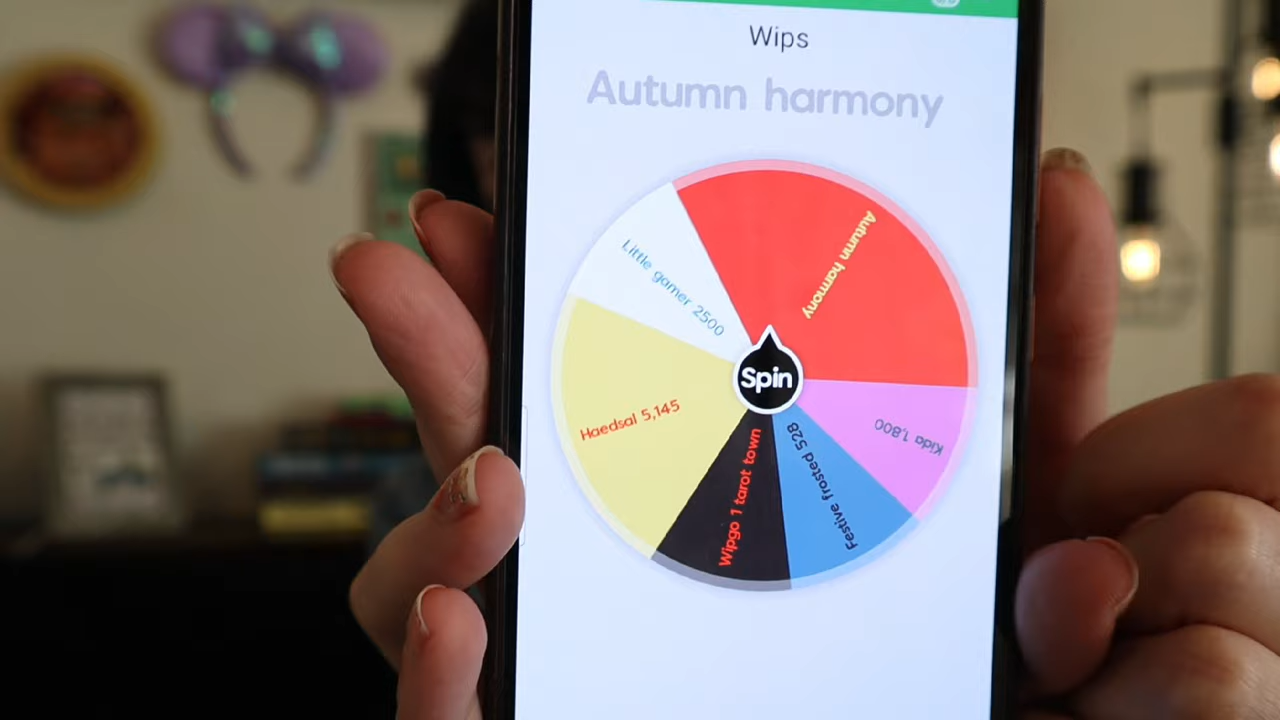 Wips
Autumn harmony
Autumn harmony
Little gamer 2500
Spin
Haedsal 5,145
Kida 1,800
Wipgo 1 tarot town
Festive frosted 528